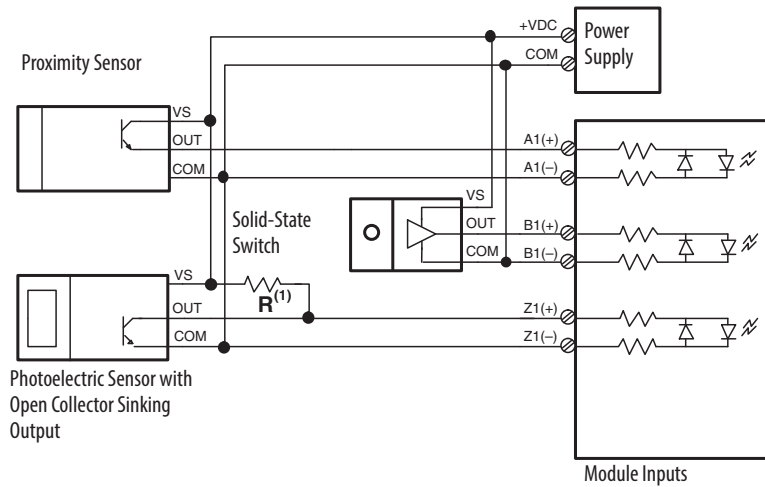 +VDC
Power
Supply
COM
Proximity Sensor
VS
OUT
COM
A1(+)
A1(–)
Solid-State
Switch
VS
OUT
COM
B1(+)
B1(–)
VS
R(1)
OUT
COM
Z1(+)
Z1(–)
Photoelectric Sensor with
Open Collector Sinking
Output
Module Inputs